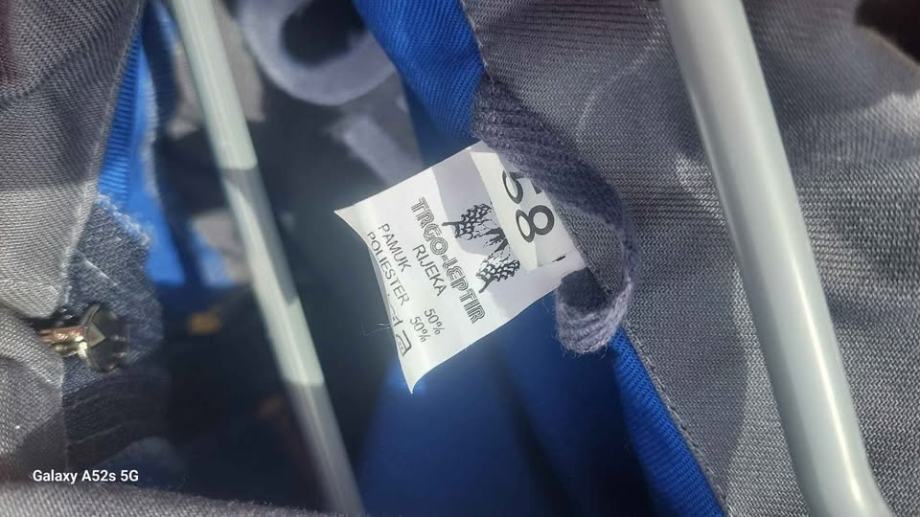 58
TRGO-LEPTIR
RIJEKA
PAMUK 50%
POLIESTER 50%
Galaxy A52s 5G